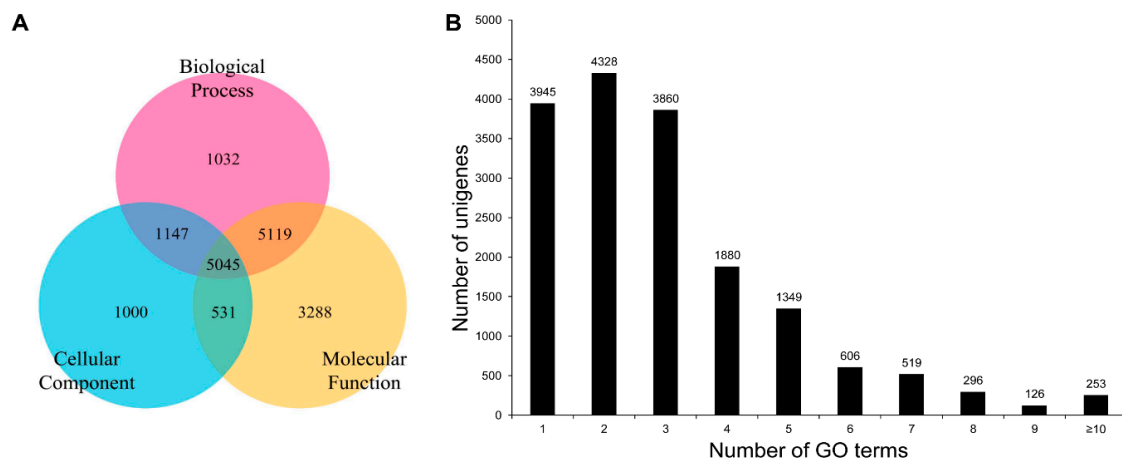 A
Biological
Process
1032
1147
5119
5045
1000
531
3288
Cellular
Component
Molecular
Function
B
Number of unigenes
5000
4500
4000
3500
3000
2500
2000
1500
1000
500
0
3945
4328
3860
1880
1349
606
519
296
126
253
1 2 3 4 5 6 7 8 9 ≥10
Number of GO terms